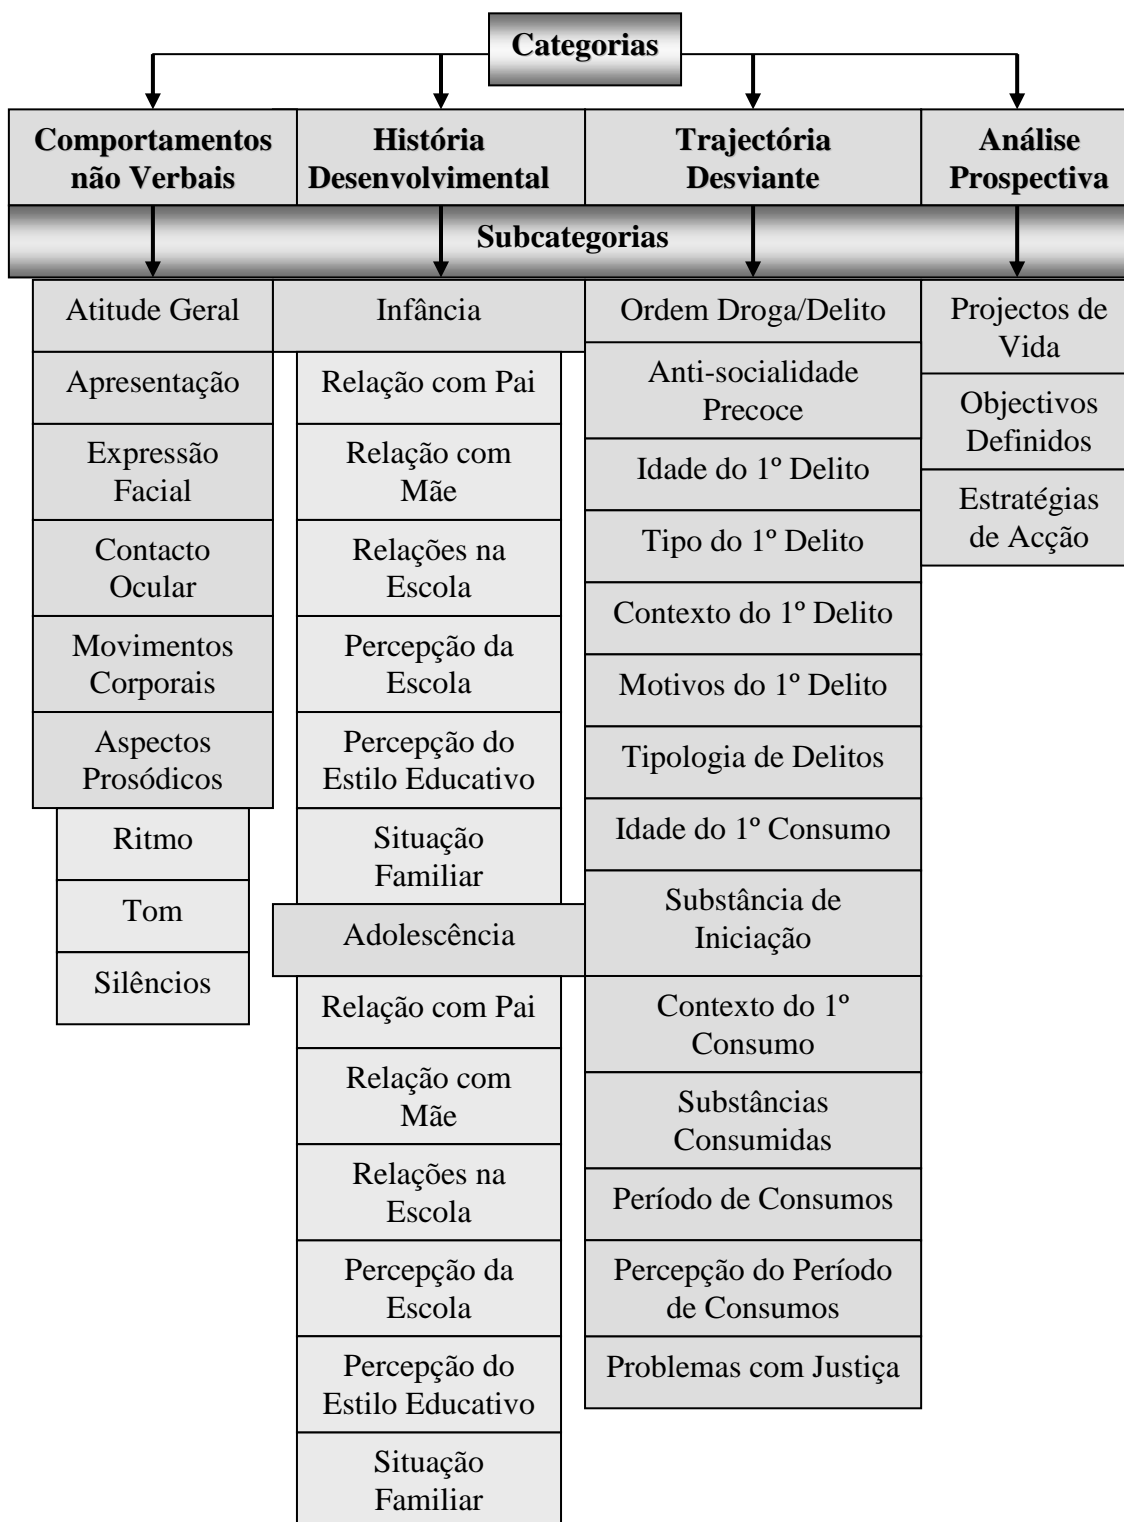 Categorias
Comportamentos
não Verbais
História
Desenvolvimental
Trajectória
Desviante
Análise
Prospectiva
Subcategorias
Atitude Geral
Apresentação
Expressão
Facial
Contacto
Ocular
Movimentos
Corporais
Aspectos
Prosódicos
Ritmo
Tom
Silêncios
Infância
Relação com Pai
Relação com
Mãe
Relações na
Escola
Percepção da
Escola
Percepção do
Estilo Educativo
Situação
Familiar
Adolescência
Relação com Pai
Relação com
Mãe
Relações na
Escola
Percepção da
Escola
Percepção do
Estilo Educativo
Situação
Familiar
Ordem Droga/Delito
Anti-socialidade
Precoce
Idade do 1º Delito
Tipo do 1º Delito
Contexto do 1º Delito
Motivos do 1º Delito
Tipologia de Delitos
Idade do 1º Consumo
Substância de
Iniciação
Contexto do 1º
Consumo
Substâncias
Consumidas
Período de Consumos
Percepção do Período
de Consumos
Problemas com Justiça
Projectos de
Vida
Objectivos
Definidos
Estratégias
de Acção